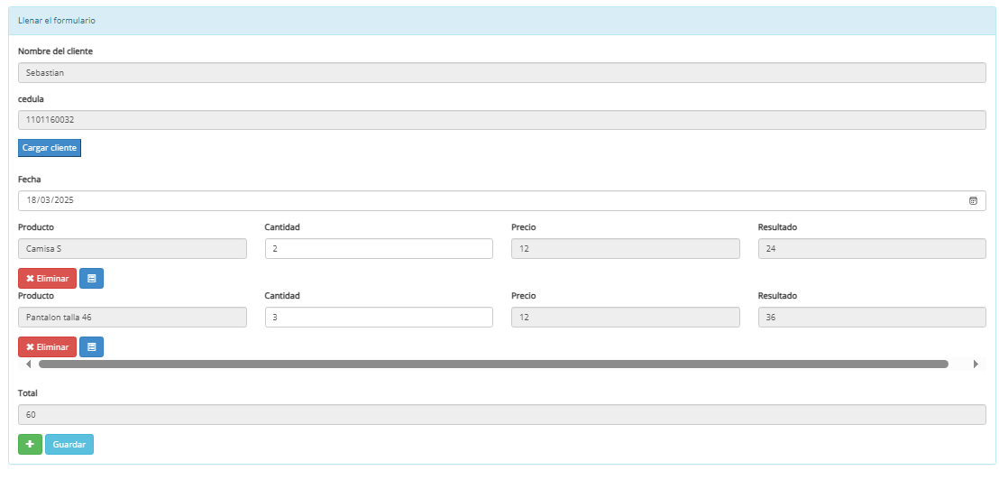 Llenar el formulario
Nombre del cliente
Sebastian
cedula
1101160032
Cargar cliente
Fecha
18/03/2025
Producto Cantidad Precio Resultado
Camisa S 2 12 24
Eliminar
Producto Cantidad Precio Resultado
Pantalon talla 46 3 12 36
Eliminar
Total
60
Guardar